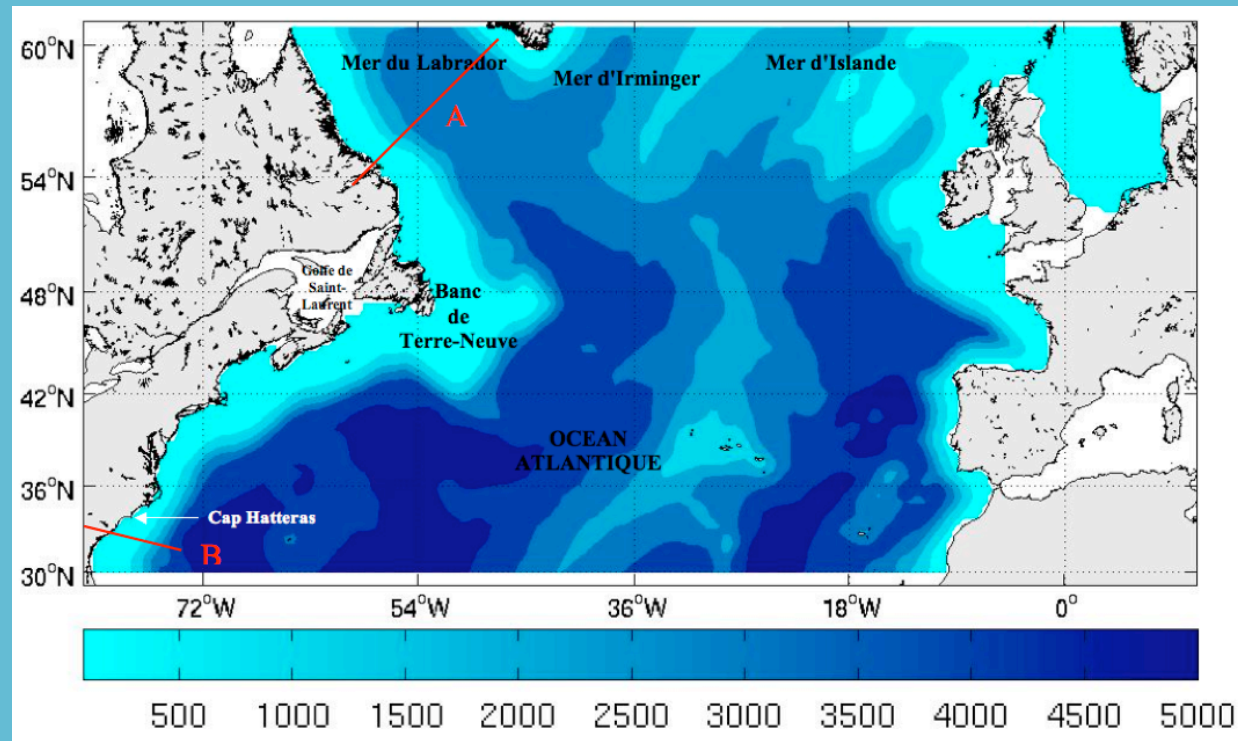 60°N
54°N
48°N
42°N
36°N
30°N
Mer du Labrador
Mer d'Irminger
Mer d'Islande
A
Golfe de
Saint-
Laurent
Banc
de
Terre-Neuve
OCEAN
ATLANTIQUE
Cap Hatteras
B
72°W
54°W
36°W
18°W
0°
500
1000
1500
2000
2500
3000
3500
4000
4500
5000